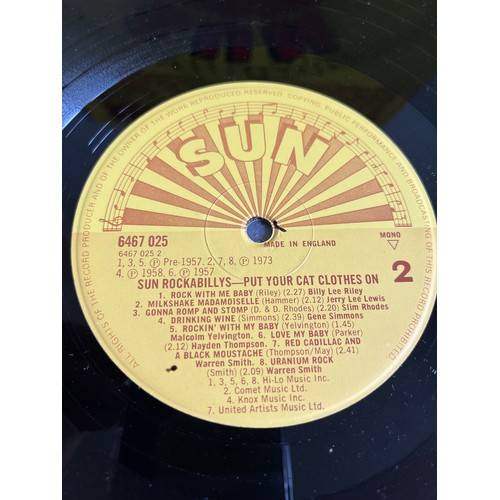 ALL RIGHTS OF THE RECORD PRODUCER AND OF THE OWNER OF THE WORK REPRODUCED RESERVED. COPYING, PUBLIC PERFORMANCE AND BROADCASTING OF THIS RECORD PROHIBITED.
SUN
6467 025
6467 025 2
MADE IN ENGLAND
MONO
1, 3, 5, ℗ Pre-1957. 2, 7, 8, ℗ 1973
4. ℗ 1958. 6. ℗ 1957
2
SUN ROCKABILLYS—PUT YOUR CAT CLOTHES ON
1. ROCK WITH ME BABY (Riley) (2.27) Billy Lee Riley
2. MILKSHAKE MADAMOISELLE (Hammer) (2.12) Jerry Lee Lewis
3. GONNA ROMP AND STOMP (D. & D. Rhodes) (2.20) Slim Rhodes
4. DRINKING WINE (Simmons) (2.39) Gene Simmons
5. ROCKIN' WITH MY BABY (Yelvington) (1.45)
Malcolm Yelvington. 6. LOVE MY BABY (Parker)
(2.12) Hayden Thompson. 7. RED CADILLAC AND
A BLACK MOUSTACHE (Thompson/May) (2.41)
Warren Smith. 8. URANIUM ROCK
(Smith) (2.09) Warren Smith
1, 3, 5, 6, 8: Hi-Lo Music Inc.
2. Comet Music Ltd.
4. Knox Music Inc.
7. United Artists Music Ltd.